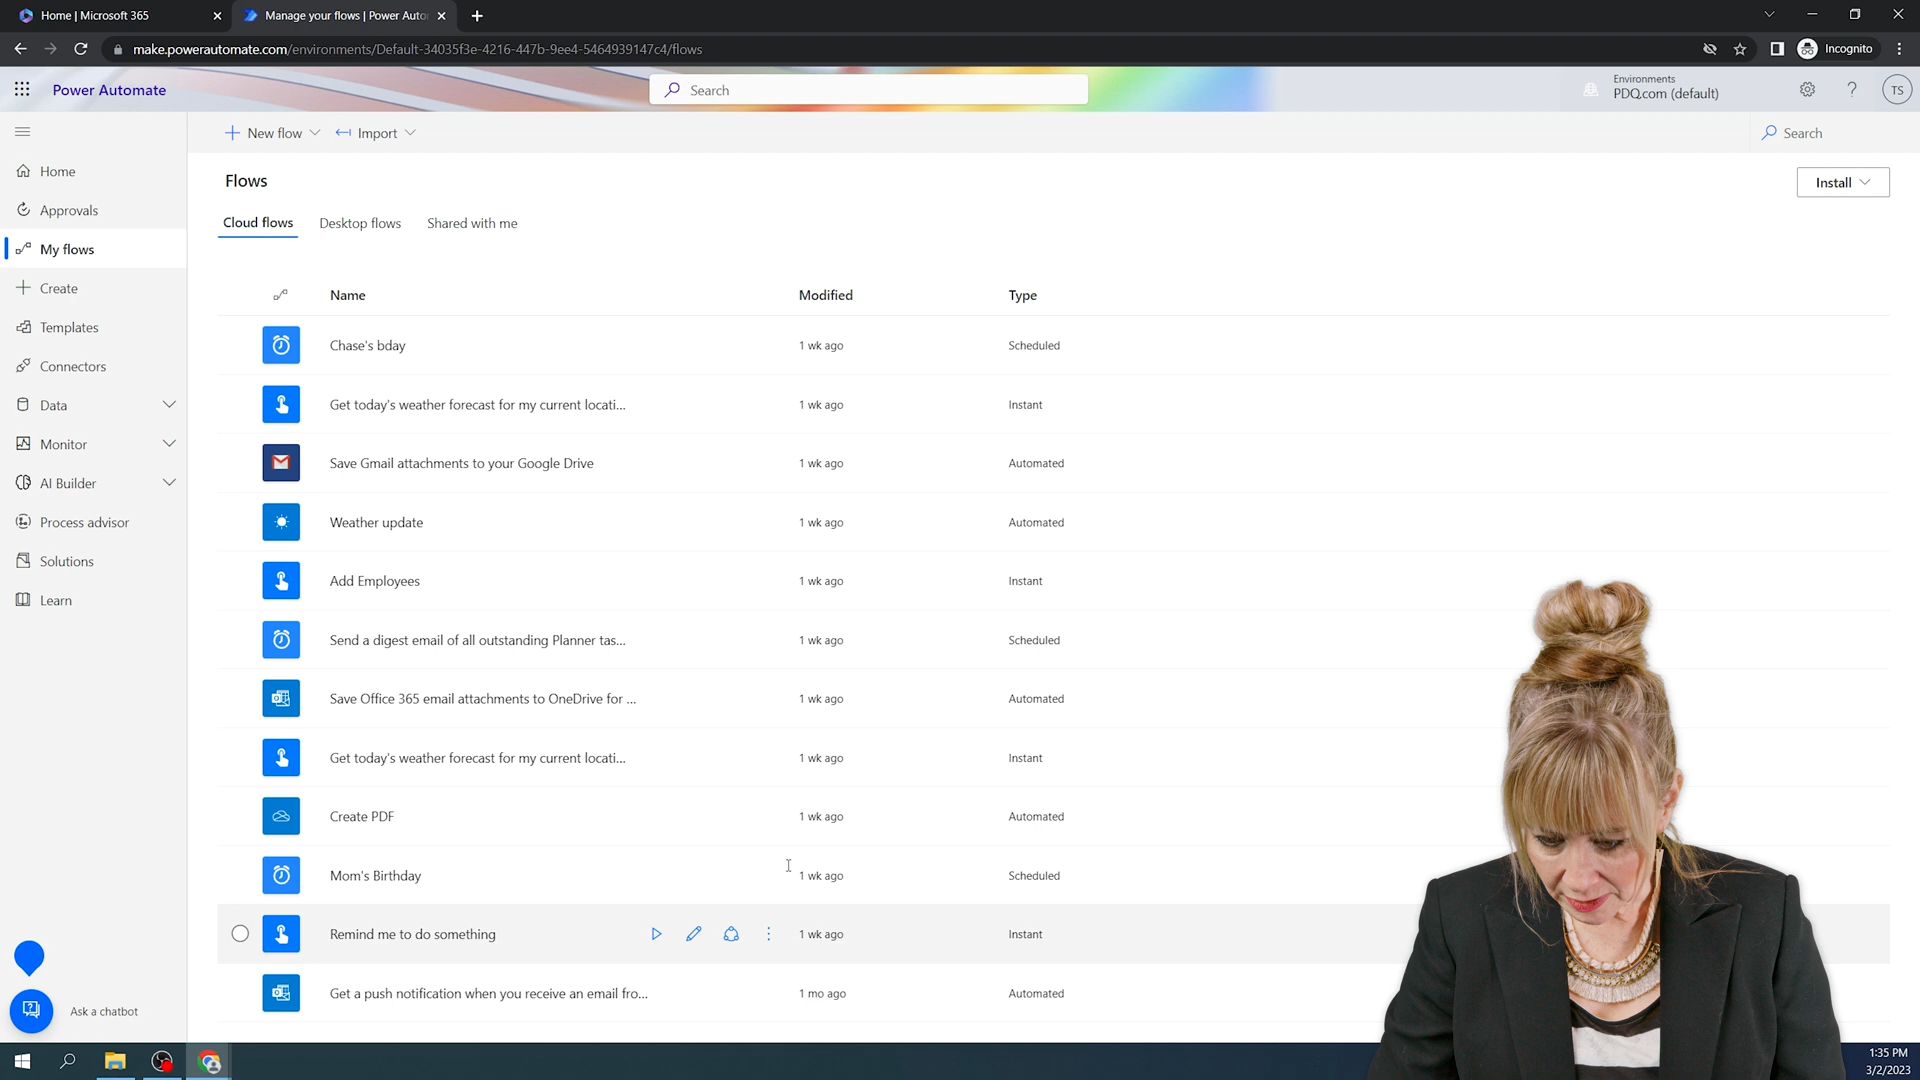 Home | Microsoft 365
Manage your flows | Power Auto
make.powerautomate.com/environments/Default-34035f3e-4216-447b-9ee4-5464939147c4/flows
Incognito
Power Automate
Search
Environments
PDQ.com (default)
TS
New flow
Import
Search
Home
Approvals
My flows
Create
Templates
Connectors
Data
Monitor
AI Builder
Process advisor
Solutions
Learn
Ask a chatbot
Flows
Install
Cloud flows Desktop flows Shared with me
Name Modified Type
Chase's bday 1 wk ago Scheduled
Get today's weather forecast for my current locati... 1 wk ago Instant
Save Gmail attachments to your Google Drive 1 wk ago Automated
Weather update 1 wk ago Automated
Add Employees 1 wk ago Instant
Send a digest email of all outstanding Planner tas... 1 wk ago Scheduled
Save Office 365 email attachments to OneDrive for ... 1 wk ago Automated
Get today's weather forecast for my current locati... 1 wk ago Instant
Create PDF 1 wk ago Automated
Mom's Birthday 1 wk ago Scheduled
Remind me to do something 1 wk ago Instant
Get a push notification when you receive an email fro... 1 mo ago Automated
1:35 PM
3/2/2023